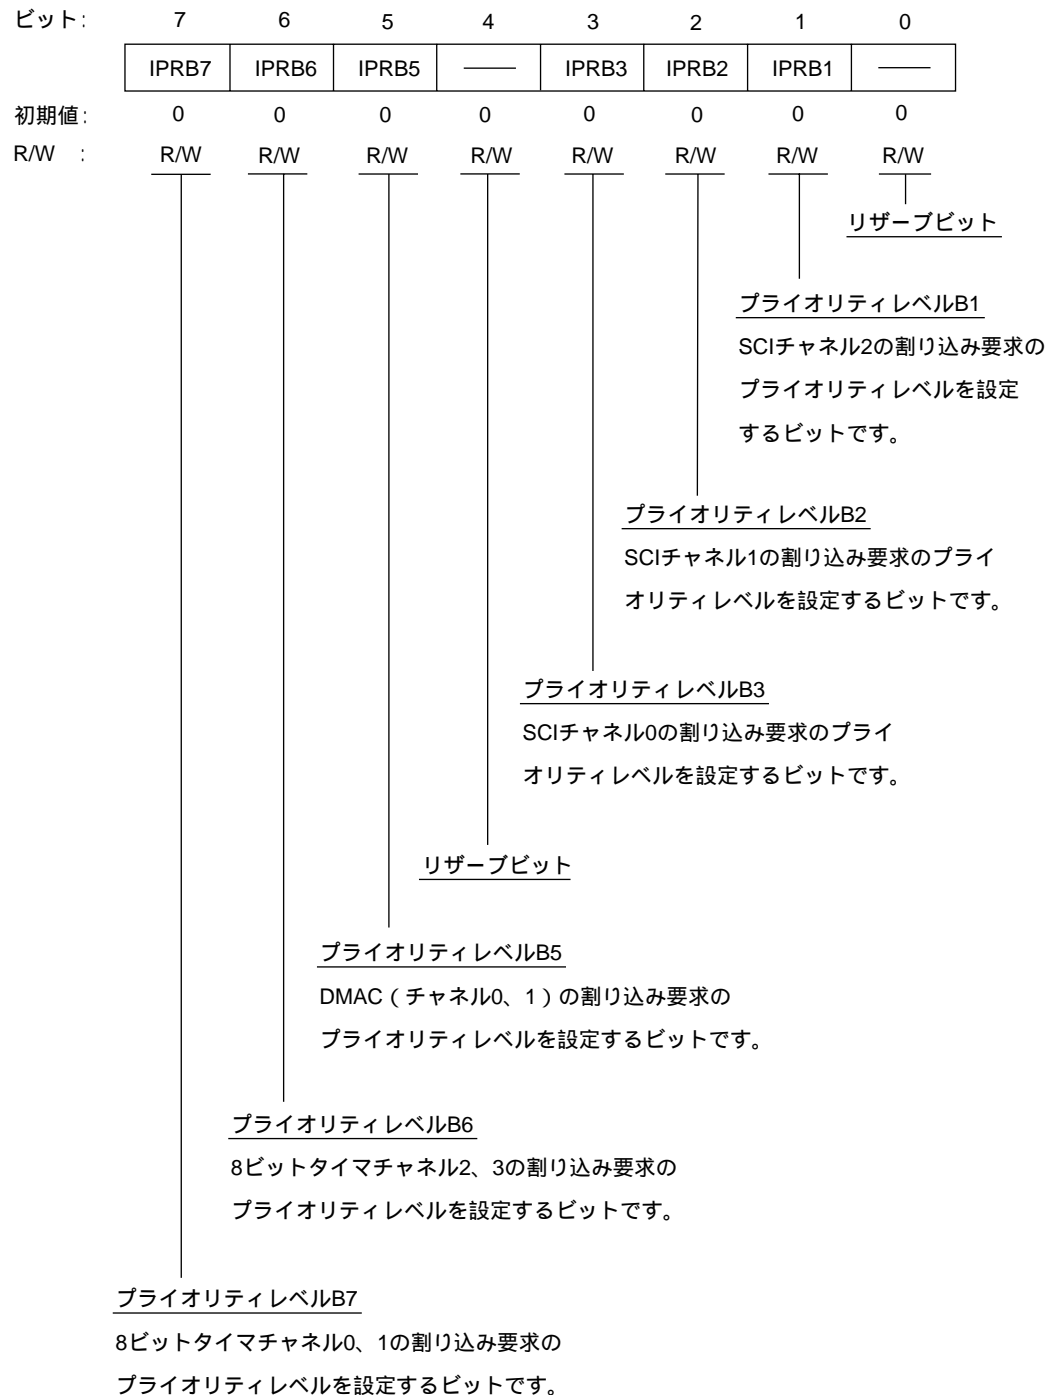 ビット: 7 6 5 4 3 2 1 0
IPRB7 IPRB6 IPRB5 —— IPRB3 IPRB2 IPRB1 ——
初期値: 0 0 0 0 0 0 0 0
R/W : R/W R/W R/W R/W R/W R/W R/W R/W
リザーブビット
プライオリティレベルB1
SCIチャネル2の割り込み要求の
プライオリティレベルを設定
するビットです。
プライオリティレベルB2
SCIチャネル1の割り込み要求のプライ
オリティレベルを設定するビットです。
プライオリティレベルB3
SCIチャネル0の割り込み要求のプライ
オリティレベルを設定するビットです。
リザーブビット
プライオリティレベルB5
DMAC(チャネル0、1)の割り込み要求の
プライオリティレベルを設定するビットです。
プライオリティレベルB6
8ビットタイマチャネル2、3の割り込み要求の
プライオリティレベルを設定するビットです。
プライオリティレベルB7
8ビットタイマチャネル0、1の割り込み要求の
プライオリティレベルを設定するビットです。